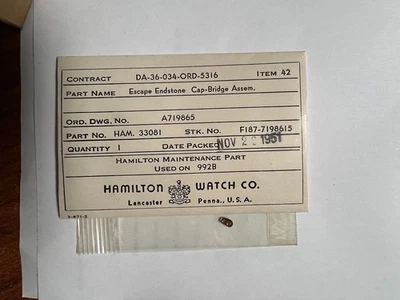 CONTRACT DA-36-034-ORD-5316 ITEM 42
PART NAME Escape Endstone Cap-Bridge Assem.
ORD. DWG. No. A719865
PART No. HAM. 33081 STK. No. F187-7198615
QUANTITY 1 DATE PACKED NOV 20 1951
HAMILTON MAINTENANCE PART
USED ON 992B
HAMILTON WATCH CO.
Lancaster Penna., U. S. A.